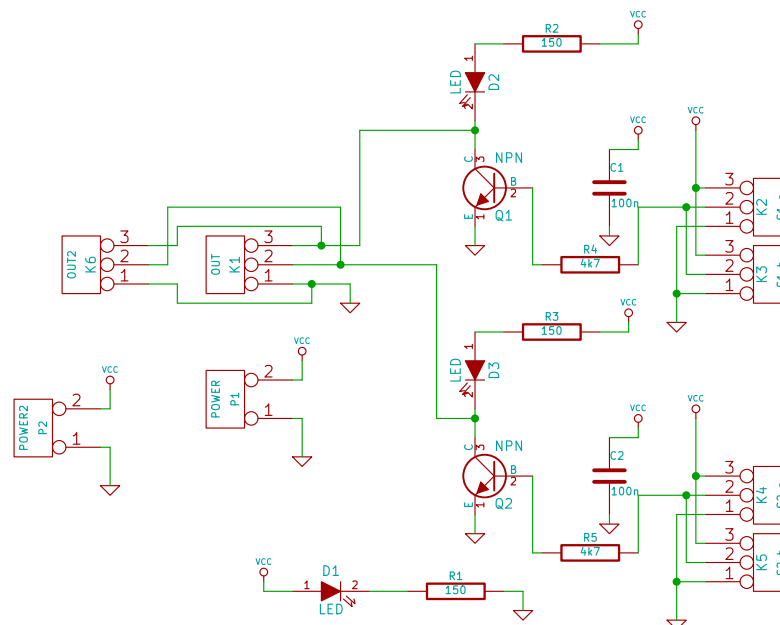 VCC
R2
150
1
LED
D2
2
VCC
VCC
C
3
NPN
B
2
E
1
Q1
C1
100n
3
2
1
K2
R4
4k7
3
2
1
K3
OUT2
K6
3
2
1
OUT
K1
3
2
1
VCC
R3
150
1
LED
D3
2
VCC
POWER2
P2
2
1
VCC
POWER
P1
2
1
VCC
VCC
C
3
NPN
B
2
E
1
Q2
C2
100n
3
2
1
K4
R5
4k7
3
2
1
K5
VCC
D1
1
2
LED
R1
150